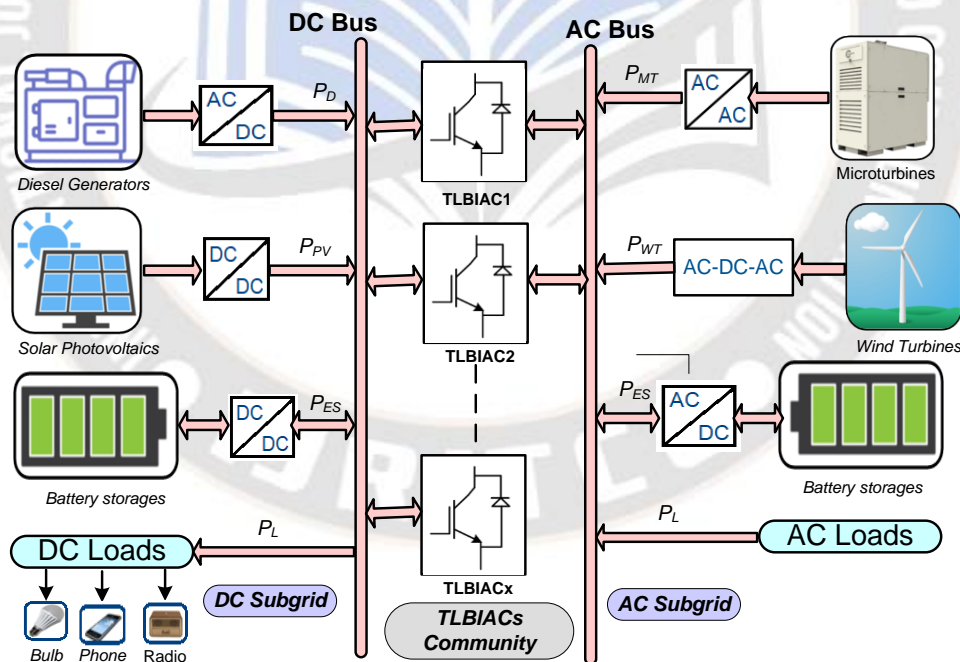 DC Bus
AC Bus
Diesel Generators
AC
DC
P_D
TLBIAC1
P_MT
AC
AC
Microturbines
Solar Photovoltaics
DC
DC
P_PV
TLBIAC2
P_WT
AC-DC-AC
Wind Turbines
Battery storages
DC
DC
P_ES
P_ES
AC
DC
Battery storages
DC Loads
P_L
TLBIACx
P_L
AC Loads
Bulb
Phone
Radio
DC Subgrid
TLBIACs
Community
AC Subgrid